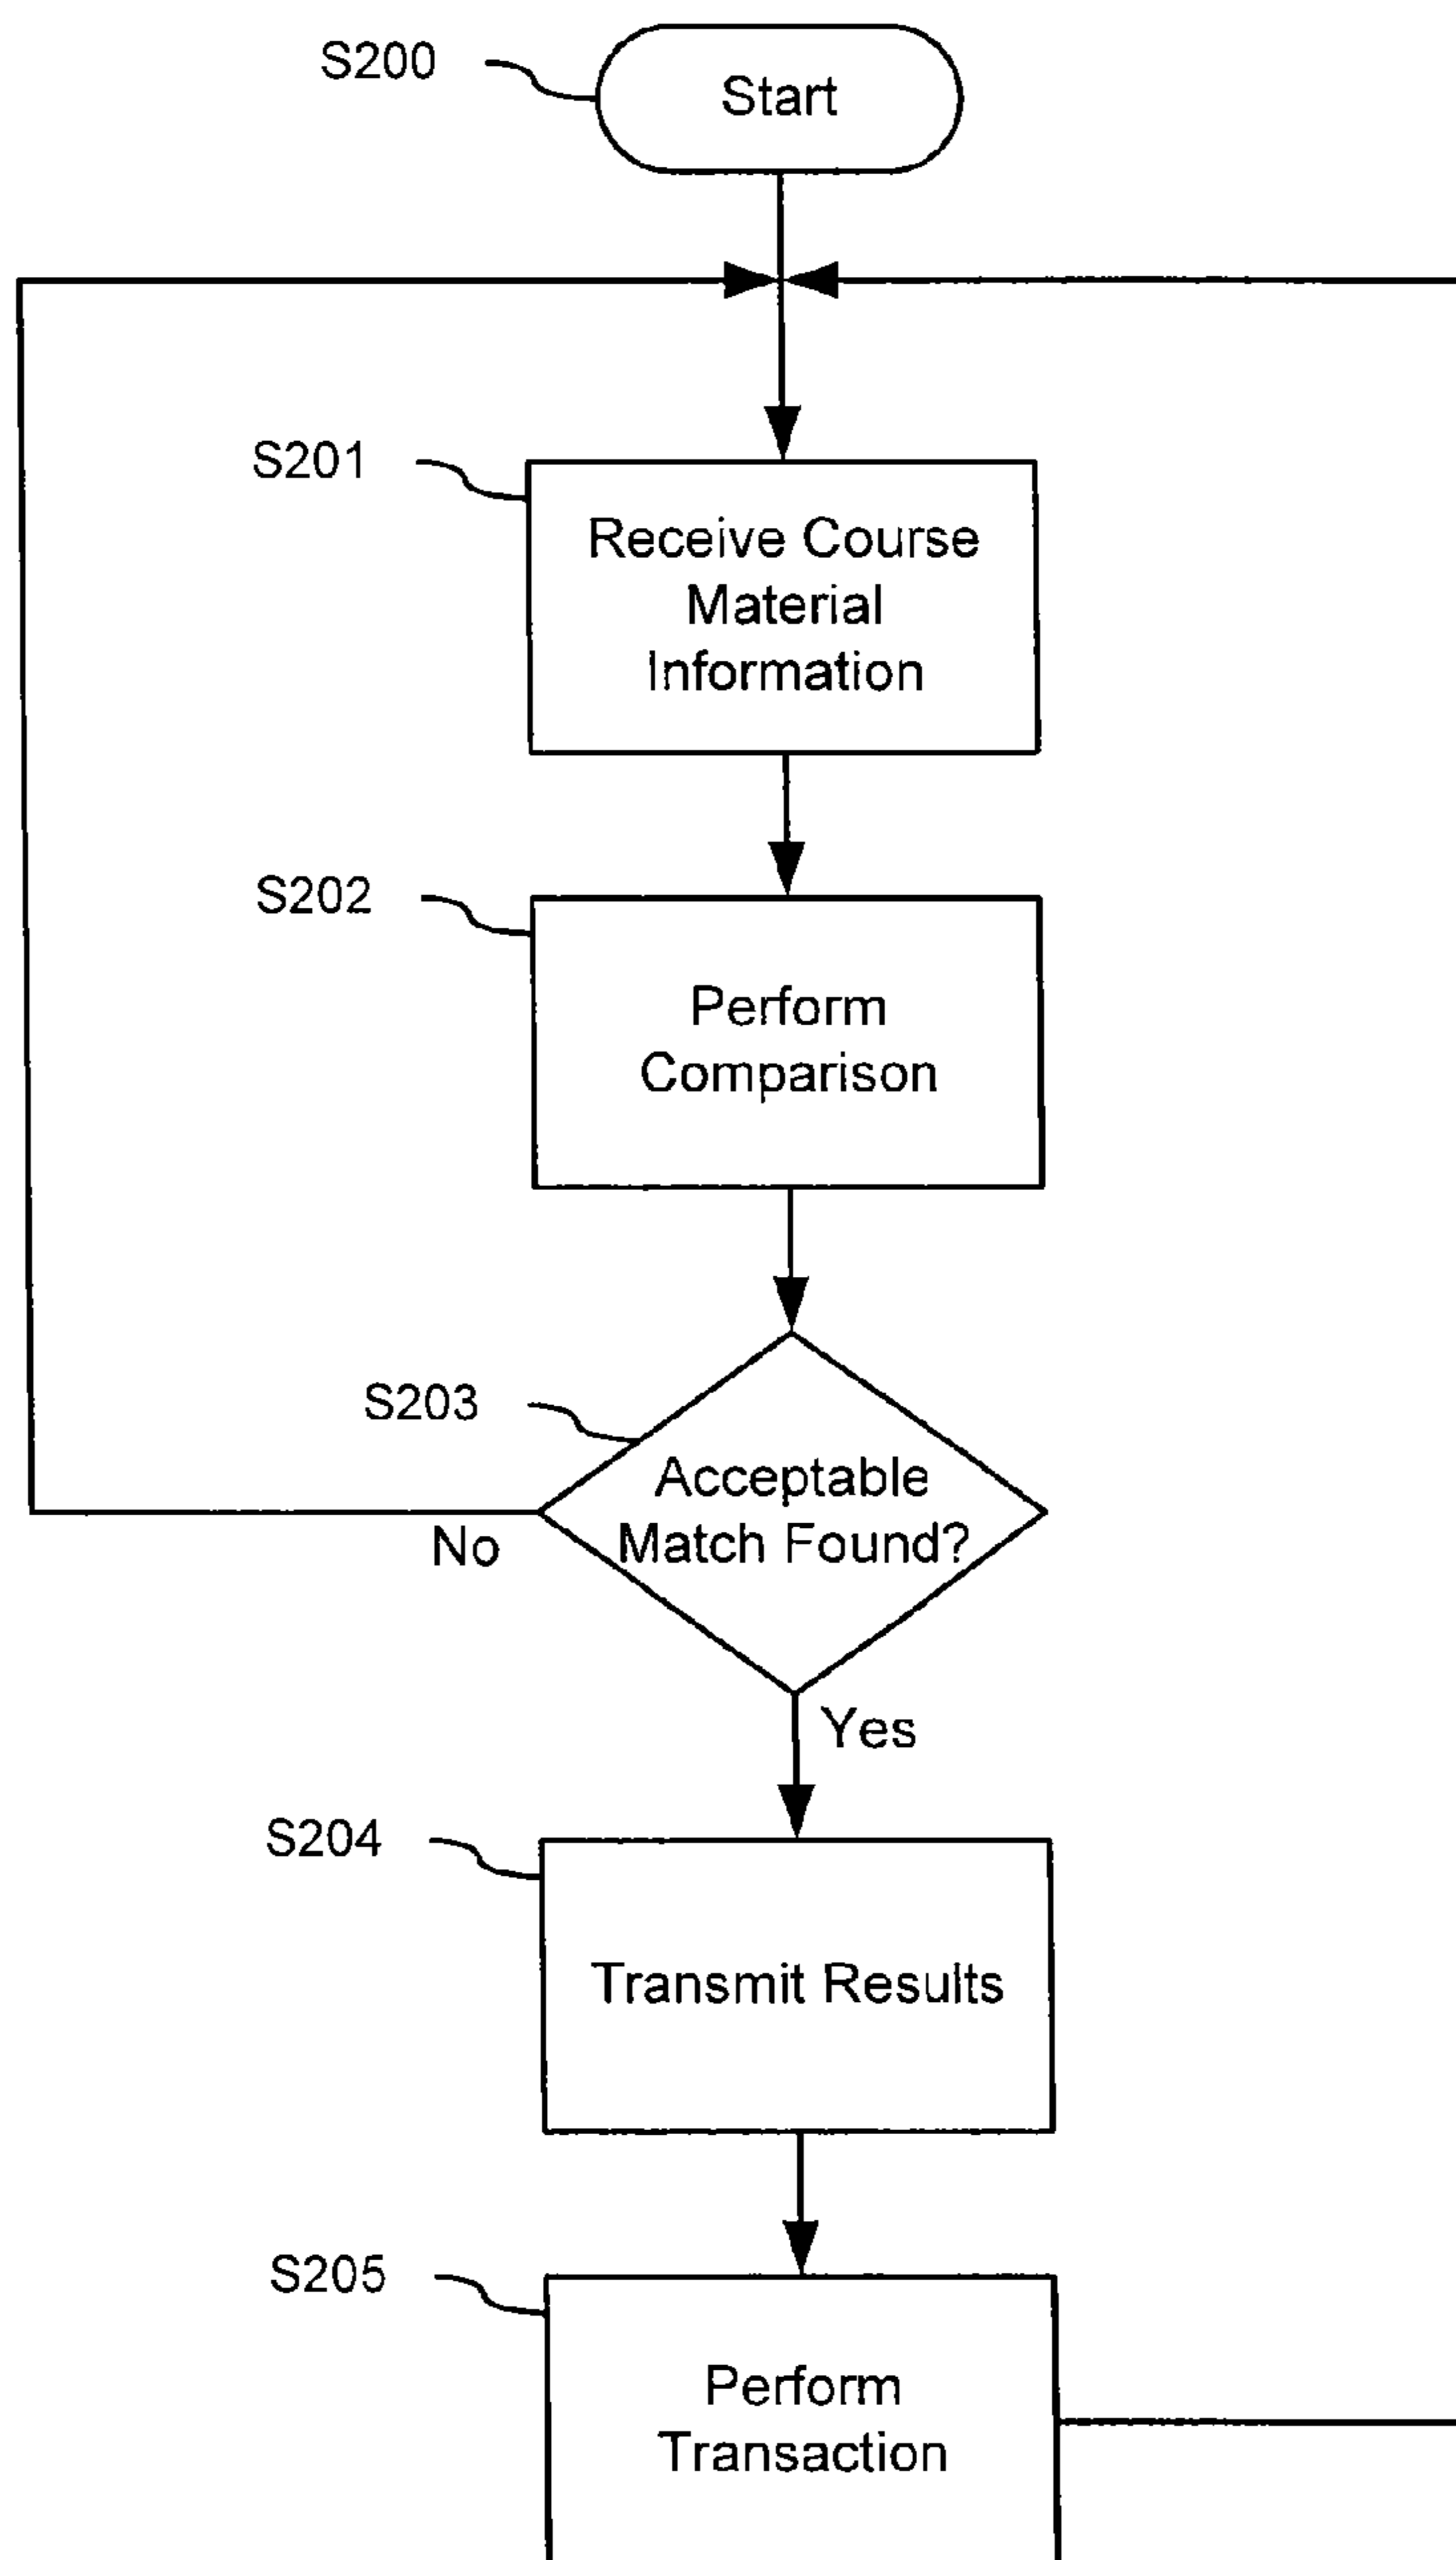 S200
Start
S201
Receive Course
Material
Information
S202
Perform
Comparison
S203
Acceptable
Match Found?
No
Yes
S204
Transmit Results
S205
Perform
Transaction